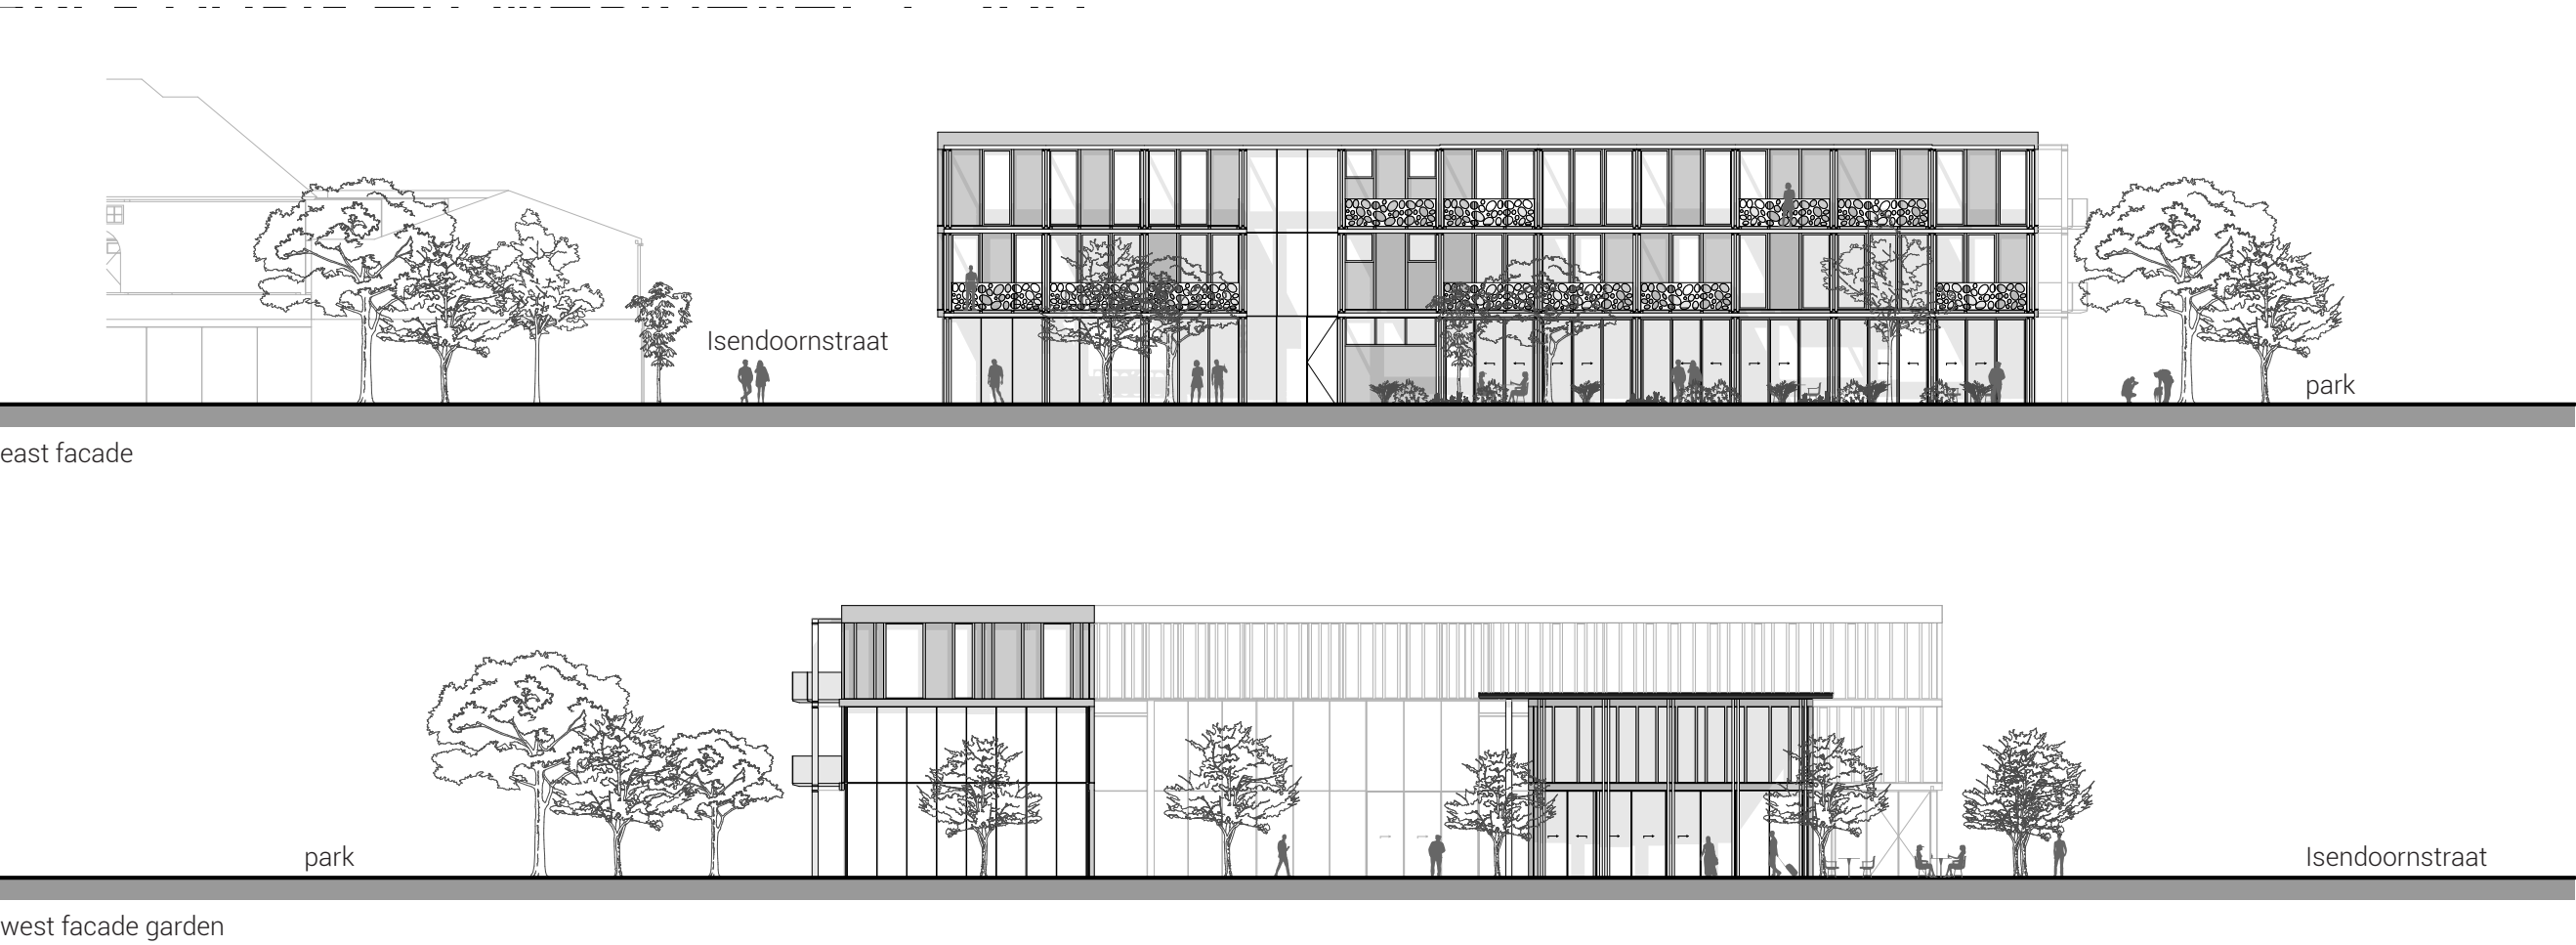 Isendoornstraat
park
east facade
park
Isendoornstraat
west facade garden